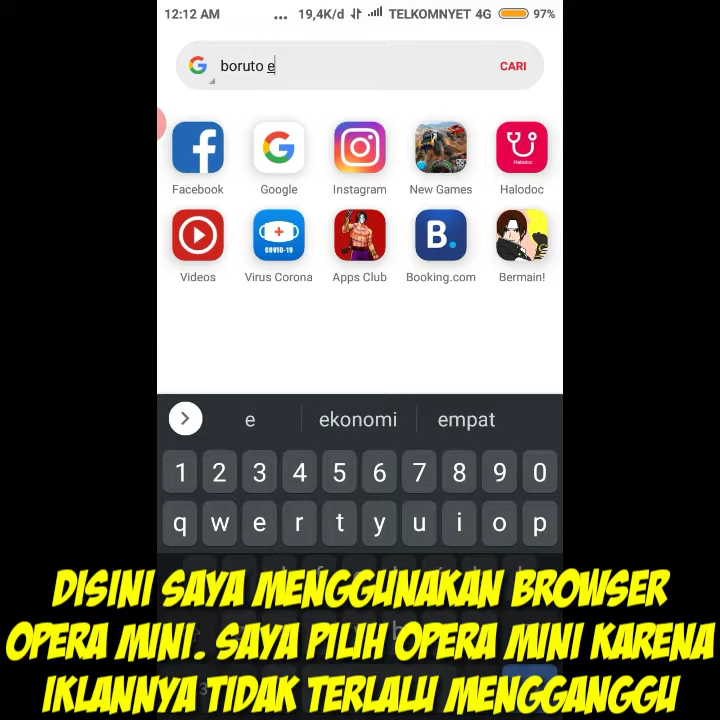 12:12 AM ... 19,4K/d TELKOMNYET 4G 97%
boruto e CARI
Facebook Google Instagram New Games Halodoc
Videos Virus Corona Apps Club Booking.com Bermain!
e ekonomi empat
1 2 3 4 5 6 7 8 9 0
q w e r t y u i o p
DISINI SAYA MENGGUNAKAN BROWSER
OPERA MINI. SAYA PILIH OPERA MINI KARENA
IKLANNYA TIDAK TERLALU MENGGANGGU